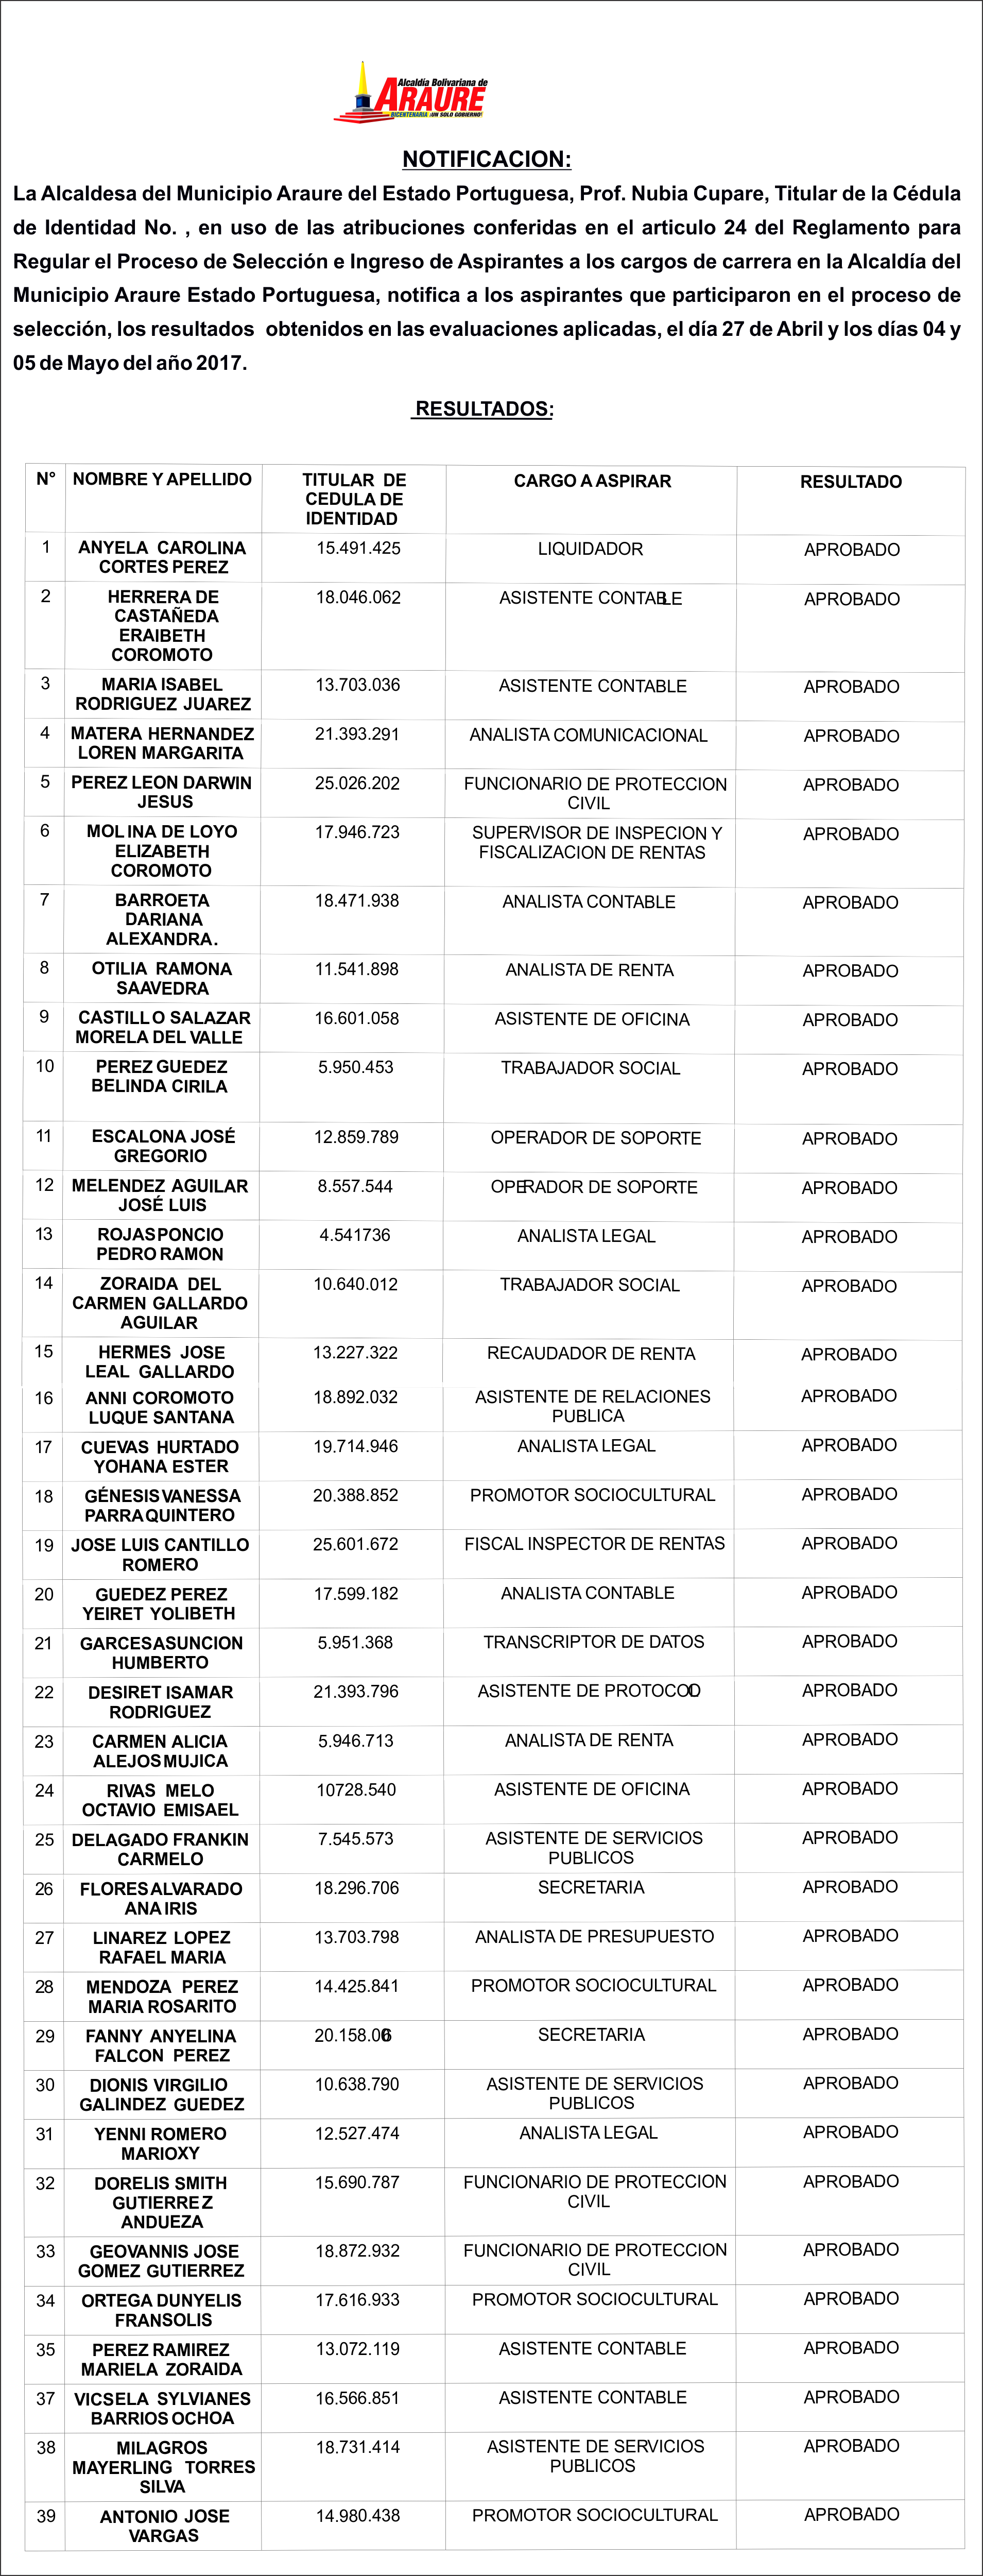 Alcaldía Bolivariana de
ARAURE
BICENTENARIA ¡UN SOLO GOBIERNO!
NOTIFICACION:
La Alcaldesa del Municipio Araure del Estado Portuguesa, Prof. Nubia Cupare, Titular de la Cédula
de Identidad No. , en uso de las atribuciones conferidas en el articulo 24 del Reglamento para
Regular el Proceso de Selección e Ingreso de Aspirantes a los cargos de carrera en la Alcaldía del
Municipio Araure Estado Portuguesa, notifica a los aspirantes que participaron en el proceso de
selección, los resultados obtenidos en las evaluaciones aplicadas, el día 27 de Abril y los días 04 y
05 de Mayo del año 2017.
RESULTADOS:
N° NOMBRE Y APELLIDO TITULAR DE CARGO A ASPIRAR RESULTADO
CEDULA DE
IDENTIDAD
1 ANYELA CAROLINA 15.491.425 LIQUIDADOR APROBADO
CORTES PEREZ
2 HERRERA DE 18.046.062 ASISTENTE CONTABLE APROBADO
CASTAÑEDA
ERAIBETH
COROMOTO
3 MARIA ISABEL 13.703.036 ASISTENTE CONTABLE APROBADO
RODRIGUEZ JUAREZ
4 MATERA HERNANDEZ 21.393.291 ANALISTA COMUNICACIONAL APROBADO
LOREN MARGARITA
5 PEREZ LEON DARWIN 25.026.202 FUNCIONARIO DE PROTECCION APROBADO
JESUS CIVIL
6 MOLINA DE LOYO 17.946.723 SUPERVISOR DE INSPECION Y APROBADO
ELIZABETH FISCALIZACION DE RENTAS
COROMOTO
7 BARROETA 18.471.938 ANALISTA CONTABLE APROBADO
DARIANA
ALEXANDRA.
8 OTILIA RAMONA 11.541.898 ANALISTA DE RENTA APROBADO
SAAVEDRA
9 CASTILLO SALAZAR 16.601.058 ASISTENTE DE OFICINA APROBADO
MORELA DEL VALLE
10 PEREZ GUEDEZ 5.950.453 TRABAJADOR SOCIAL APROBADO
BELINDA CIRILA
11 ESCALONA JOSÉ 12.859.789 OPERADOR DE SOPORTE APROBADO
GREGORIO
12 MELENDEZ AGUILAR 8.557.544 OPERADOR DE SOPORTE APROBADO
JOSÉ LUIS
13 ROJAS PONCIO 4.541736 ANALISTA LEGAL APROBADO
PEDRO RAMON
14 ZORAIDA DEL 10.640.012 TRABAJADOR SOCIAL APROBADO
CARMEN GALLARDO
AGUILAR
15 HERMES JOSE 13.227.322 RECAUDADOR DE RENTA APROBADO
LEAL GALLARDO
16 ANNI COROMOTO 18.892.032 ASISTENTE DE RELACIONES APROBADO
LUQUE SANTANA PUBLICA
17 CUEVAS HURTADO 19.714.946 ANALISTA LEGAL APROBADO
YOHANA ESTER
18 GÉNESIS VANESSA 20.388.852 PROMOTOR SOCIOCULTURAL APROBADO
PARRA QUINTERO
19 JOSE LUIS CANTILLO 25.601.672 FISCAL INSPECTOR DE RENTAS APROBADO
ROMERO
20 GUEDEZ PEREZ 17.599.182 ANALISTA CONTABLE APROBADO
YEIRET YOLIBETH
21 GARCES ASUNCION 5.951.368 TRANSCRIPTOR DE DATOS APROBADO
HUMBERTO
22 DESIRET ISAMAR 21.393.796 ASISTENTE DE PROTOCOLO APROBADO
RODRIGUEZ
23 CARMEN ALICIA 5.946.713 ANALISTA DE RENTA APROBADO
ALEJOS MUJICA
24 RIVAS MELO 10728.540 ASISTENTE DE OFICINA APROBADO
OCTAVIO EMISAEL
25 DELAGADO FRANKIN 7.545.573 ASISTENTE DE SERVICIOS APROBADO
CARMELO PUBLICOS
26 FLORES ALVARADO 18.296.706 SECRETARIA APROBADO
ANA IRIS
27 LINAREZ LOPEZ 13.703.798 ANALISTA DE PRESUPUESTO APROBADO
RAFAEL MARIA
28 MENDOZA PEREZ 14.425.841 PROMOTOR SOCIOCULTURAL APROBADO
MARIA ROSARITO
29 FANNY ANYELINA SECRETARIA APROBADO
FALCON PEREZ
30 DIONIS VIRGILIO 10.638.790 ASISTENTE DE SERVICIOS APROBADO
GALINDEZ GUEDEZ PUBLICOS
31 YENNI ROMERO 12.527.474 ANALISTA LEGAL APROBADO
MARIOXY
32 DORELIS SMITH 15.690.787 FUNCIONARIO DE PROTECCION APROBADO
GUTIERREZ CIVIL
ANDUEZA
33 GEOVANNIS JOSE 18.872.932 FUNCIONARIO DE PROTECCION APROBADO
GOMEZ GUTIERREZ CIVIL
34 ORTEGA DUNYELIS 17.616.933 PROMOTOR SOCIOCULTURAL APROBADO
FRANSOLIS
35 PEREZ RAMIREZ 13.072.119 ASISTENTE CONTABLE APROBADO
MARIELA ZORAIDA
37 VICSELA SYLVIANES 16.566.851 ASISTENTE CONTABLE APROBADO
BARRIOS OCHOA
38 MILAGROS 18.731.414 ASISTENTE DE SERVICIOS APROBADO
MAYERLING TORRES PUBLICOS
SILVA
39 ANTONIO JOSE 14.980.438 PROMOTOR SOCIOCULTURAL APROBADO
VARGAS